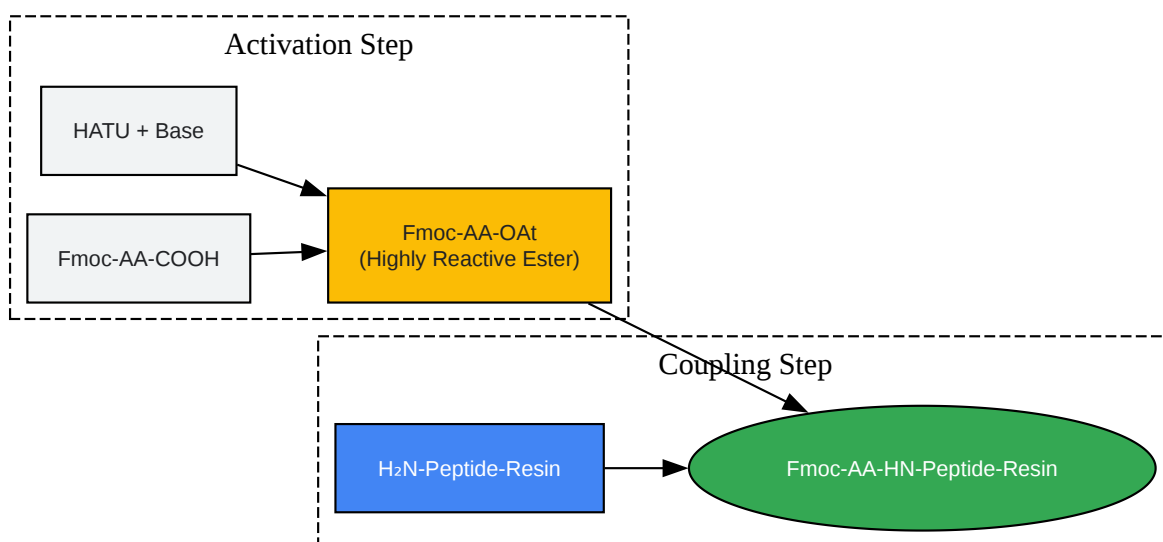 Activation Step
HATU + Base
Fmoc-AA-COOH
Fmoc-AA-OAt
(Highly Reactive Ester)
Coupling Step
H₂N-Peptide-Resin
Fmoc-AA-HN-Peptide-Resin